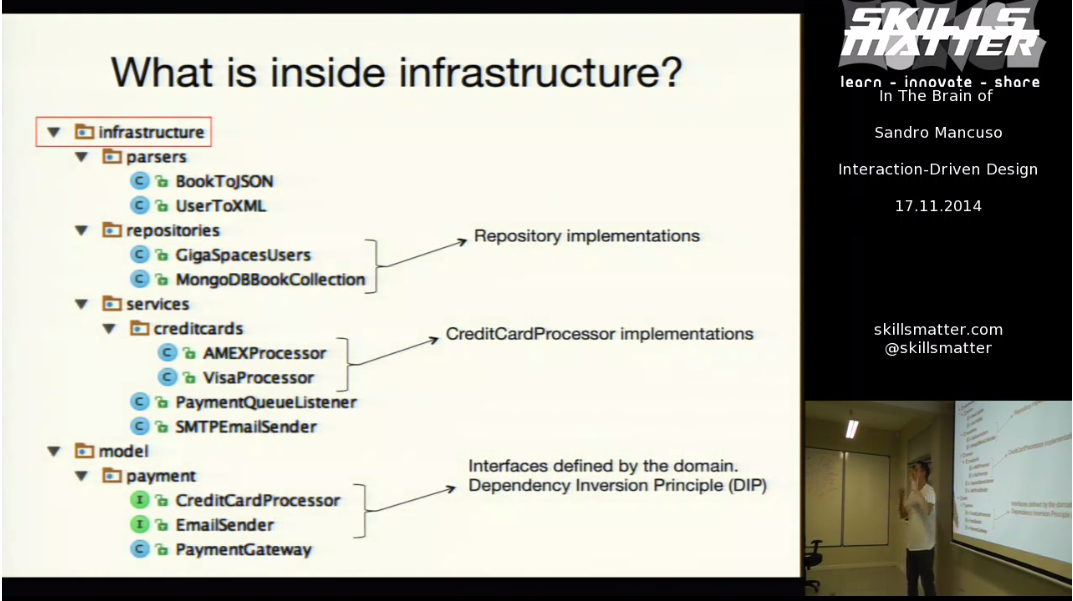 What is inside infrastructure?
infrastructure
parsers
C BookToJSON
C UserToXML
repositories
C GigaSpacesUsers
C MongoDBBookCollection
Repository implementations
services
creditcards
C AMEXProcessor
C VisaProcessor
CreditCardProcessor implementations
C PaymentQueueListener
C SMTPEmailSender
model
payment
I CreditCardProcessor
I EmailSender
C PaymentGateway
Interfaces defined by the domain.
Dependency Inversion Principle (DIP)
SKILLS
MATTER
learn - innovate - share
In The Brain of
Sandro Mancuso
Interaction-Driven Design
17.11.2014
skillsmatter.com
@skillsmatter